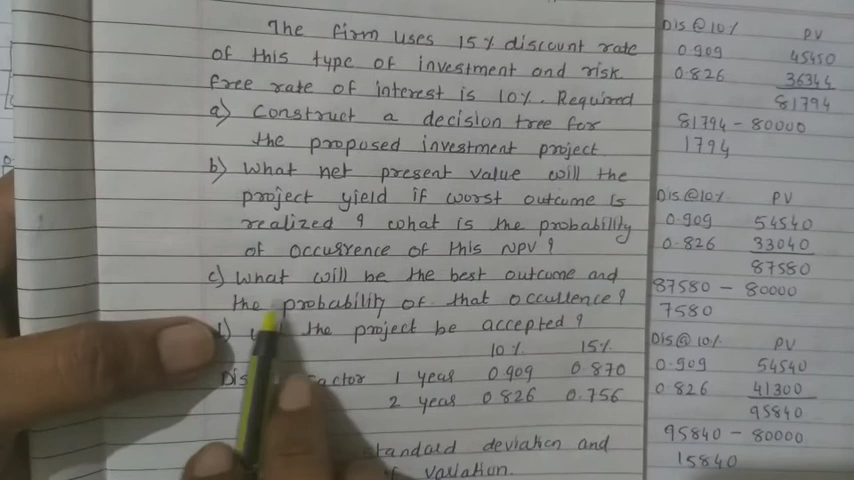 The firm uses 15% discount rate
of this type of investment and risk
free rate of interest is 10%. Required
a) Construct a decision tree for
the proposed investment project
b) What net present value will the
project yield if worst outcome is
realized ? what is the probability
of occurrence of this NPV ?
c) What will be the best outcome and
the probability of that occurrence ?
the project be accepted ?
10% 15%
Factor 1 year 0.909 0.870
2 year 0.826 0.756
standard deviation and
variation.
Dis @ 10% PV
0.909 45450
0.826 36344
81794
81794 - 80000
1794
Dis @ 10% PV
0.909 54540
0.826 33040
87580
87580 - 80000
7580
Dis @ 10% PV
0.909 54540
0.826 41300
95840
95840 - 80000
15840